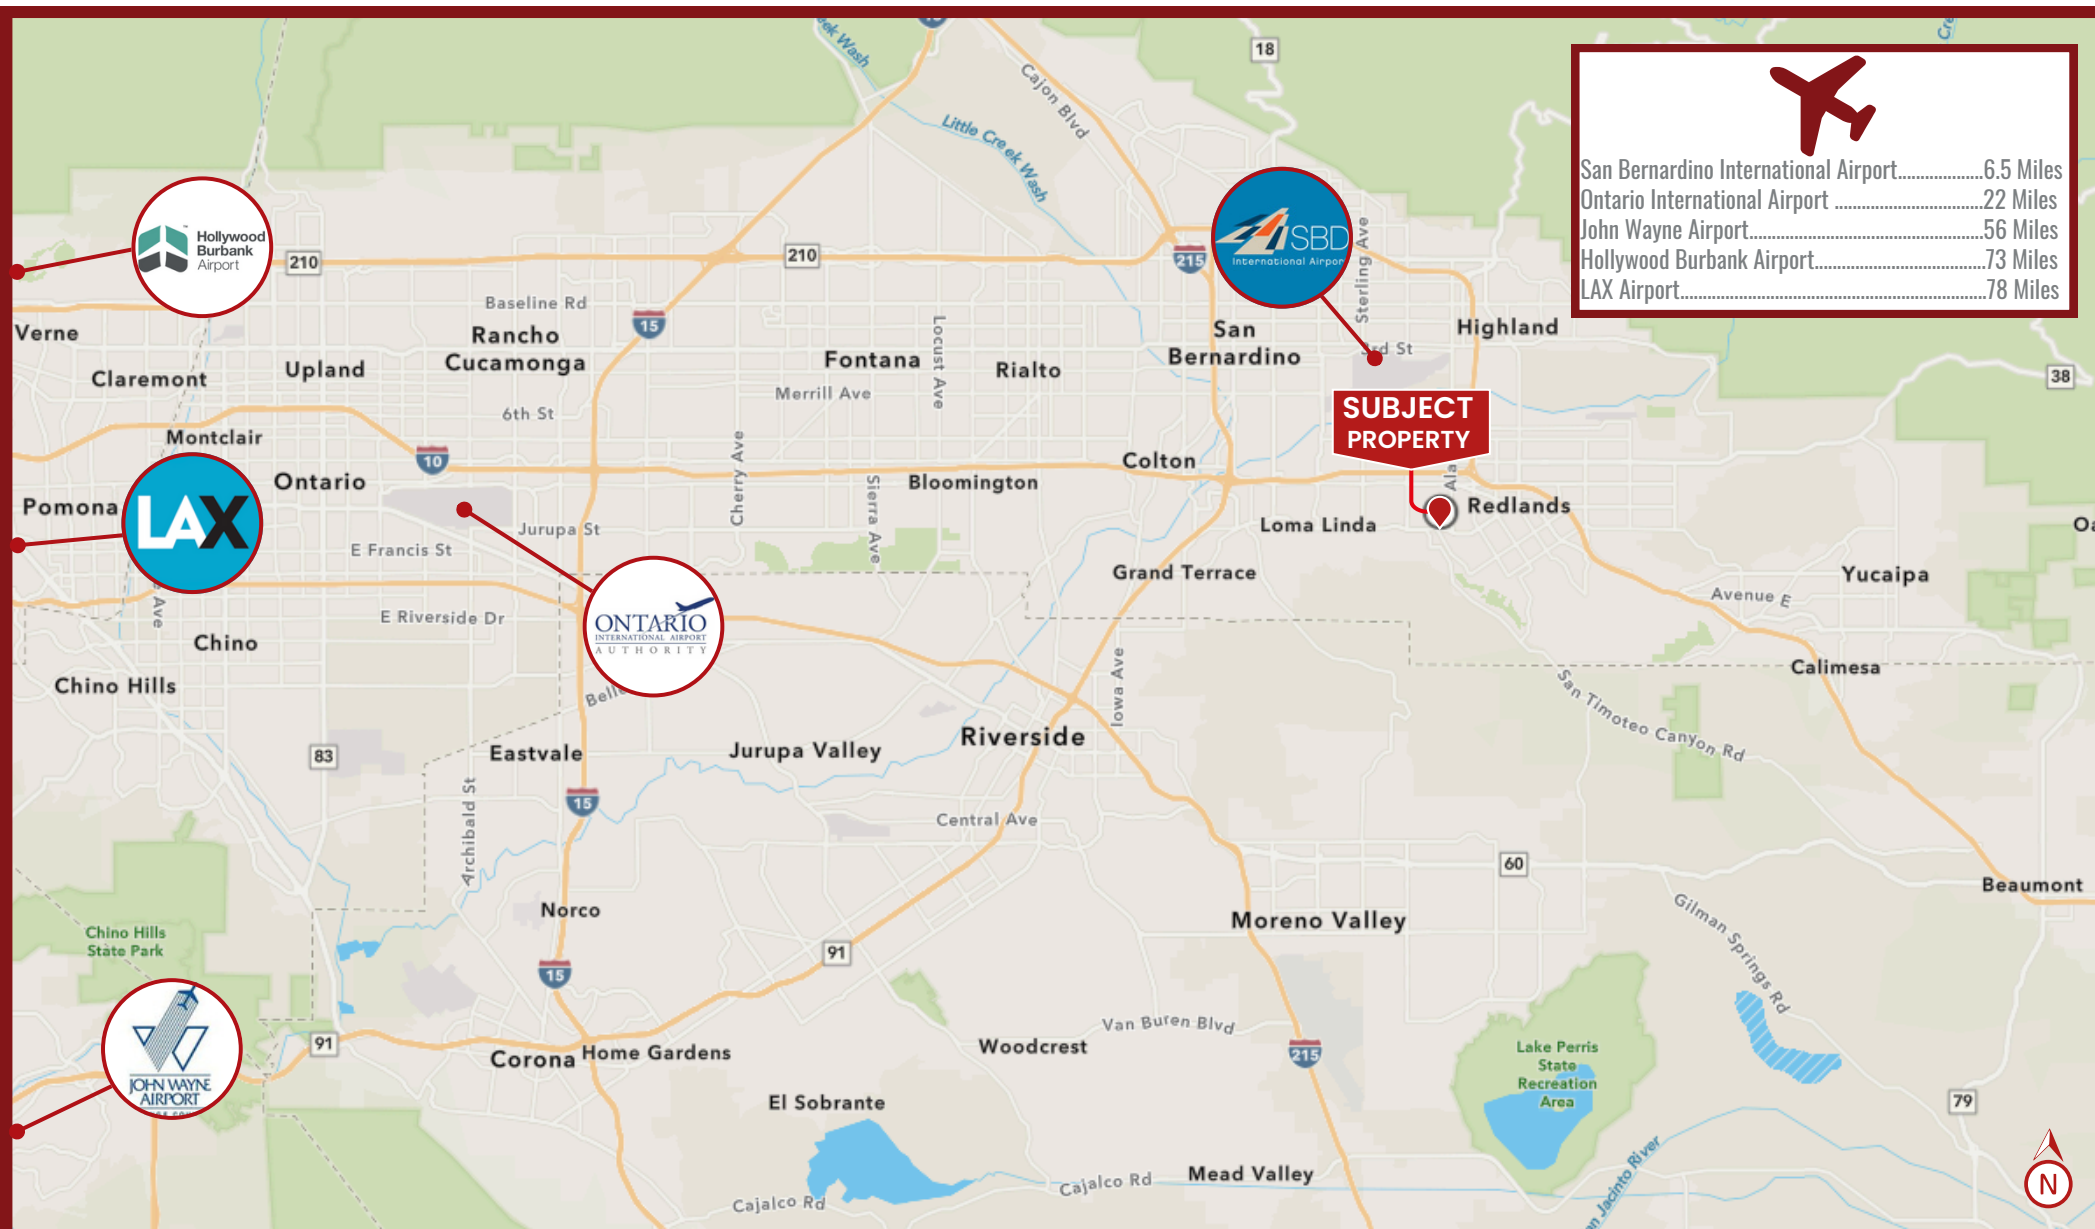 Cajon Blvd
18
Little Creek Wash
San Bernardino International Airport..................6.5 Miles
Ontario International Airport ................................22 Miles
John Wayne Airport..................................................56 Miles
Hollywood Burbank Airport.....................................73 Miles
LAX Airport..................................................................78 Miles
Hollywood
Burbank
Airport
210
210
215
SBD
International Airport
Sterling Ave
Baseline Rd
15
Verne
Rancho
Cucamonga
Locust Ave
San
Bernardino
Highland
3rd St
Claremont
Upland
Fontana
Rialto
38
Merrill Ave
6th St
SUBJECT
PROPERTY
Montclair
10
Colton
Ontario
Cherry Ave
Sierra Ave
Bloomington
Pomona
LAX
Redlands
Jurupa St
Loma Linda
E Francis St
Grand Terrace
Yucaipa
Avenue E
Ave
E Riverside Dr
ONTARIO
INTERNATIONAL AIRPORT
AUTHORITY
Chino
Calimesa
Chino Hills
Iowa Ave
San Timoteo Canyon Rd
83
Eastvale
Jurupa Valley
Riverside
15
Archibald St
Central Ave
60
Beaumont
Norco
Moreno Valley
Gilman Springs Rd
Chino Hills
State Park
91
15
Van Buren Blvd
91
Corona
Home Gardens
Woodcrest
215
Lake Perris
State
Recreation
Area
JOHN WAYNE
AIRPORT
El Sobrante
79
Mead Valley
Cajalco Rd
Cajalco Rd
Jacinto River
N